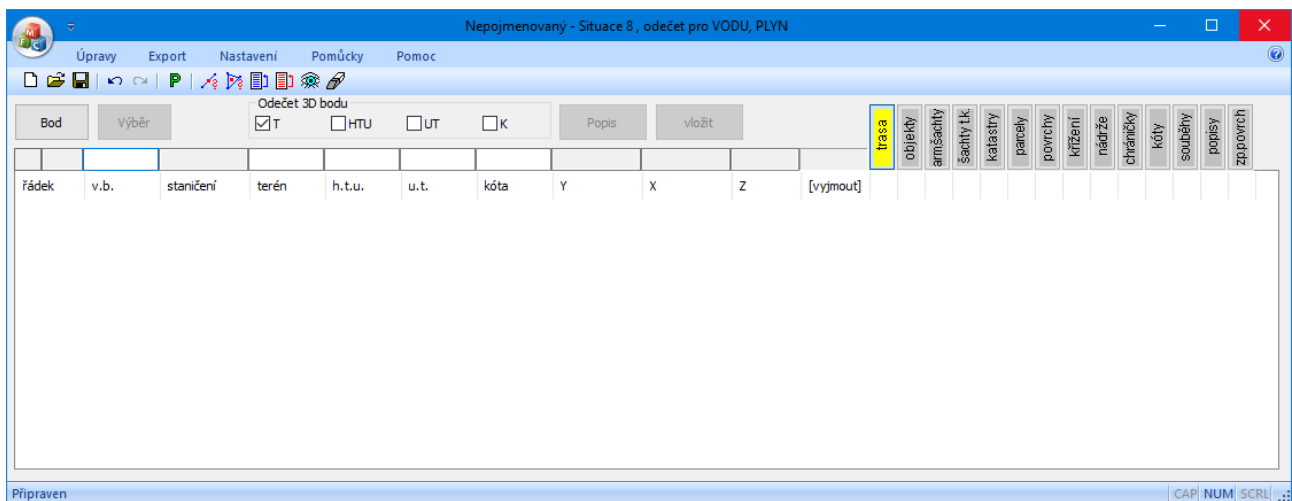 Nepojmenovaný - Situace 8 , odečet pro VODU, PLYN
Úpravy Export Nastavení Pomůcky Pomoc
P
Odečet 3D bodu
Bod Výběr T HTU UT K Popis vložit
trasa
objekty
armšachty
šachty t.k.
katastry
parcely
povrchy
křížení
nádrže
chráničky
kóty
souběhy
popisy
zp.povrch
řádek v.b. staničení terén h.t.u. u.t. kóta Y X Z [vyjmout]
Připraven CAP NUM SCRL